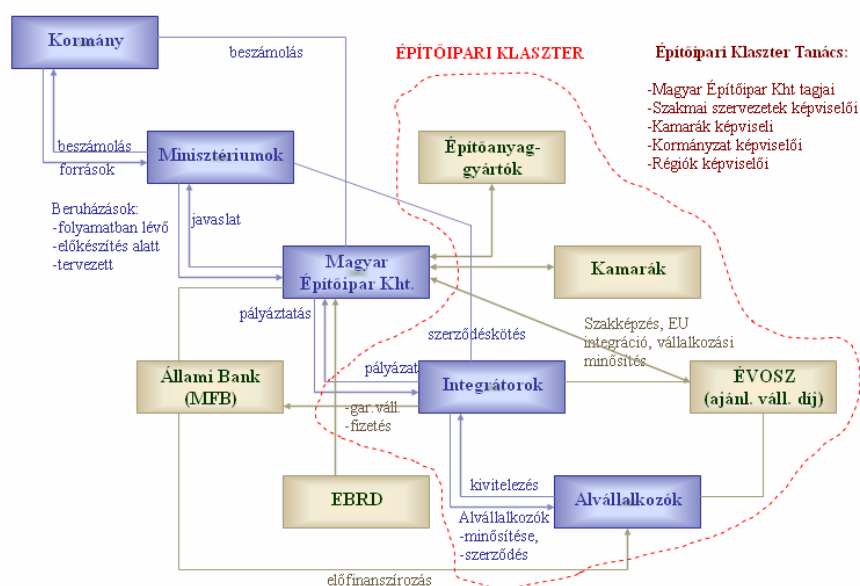 Kormány
beszámolás
ÉPÍTŐIPARI KLASZTER
Építőipari Klaszter Tanács:
-Magyar Építőipar Kht tagjai
-Szakmai szervezetek képviselői
-Kamarák képviseli
-Kormányzat képviselői
-Régiók képviselői
beszámolás
források
Minisztériumok
Építőanyag-
gyártók
Beruházások:
-folyamatban lévő
-előkészítés alatt
-tervezett
javaslat
Magyar
Építőipar Kht.
Kamarák
pályáztatás
szerződéskötés
Szakképzés, EU
integráció, vállalkozási
minősítés
pályázat
Állami Bank
(MFB)
Integrátorok
ÉVOSZ
(ajánl. váll. díj)
-gar.váll.
-fizetés
EBRD
kivitelezés
Alvállalkozók
Alvállalkozók
-minősítése,
-szerződés
előfinanszírozás